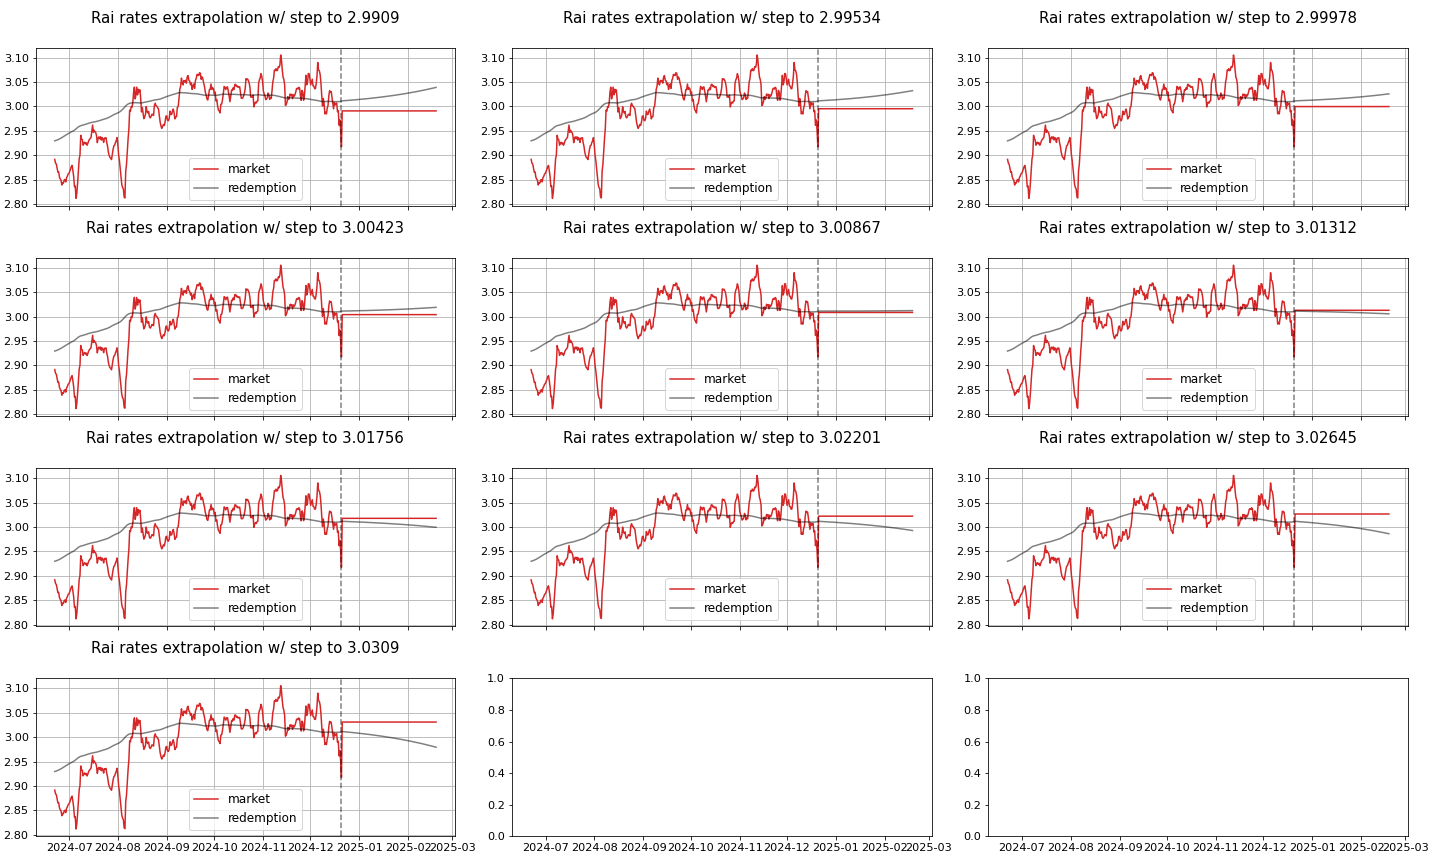 Rai rates extrapolation w/ step to 2.9909
Rai rates extrapolation w/ step to 2.99534
Rai rates extrapolation w/ step to 2.99978
3.10
3.05
3.00
2.95
2.90
2.85
2.80
market
redemption
3.10
3.05
3.00
2.95
2.90
2.85
2.80
market
redemption
3.10
3.05
3.00
2.95
2.90
2.85
2.80
market
redemption
Rai rates extrapolation w/ step to 3.00423
Rai rates extrapolation w/ step to 3.00867
Rai rates extrapolation w/ step to 3.01312
3.10
3.05
3.00
2.95
2.90
2.85
2.80
market
redemption
3.10
3.05
3.00
2.95
2.90
2.85
2.80
market
redemption
3.10
3.05
3.00
2.95
2.90
2.85
2.80
market
redemption
Rai rates extrapolation w/ step to 3.01756
Rai rates extrapolation w/ step to 3.02201
Rai rates extrapolation w/ step to 3.02645
3.10
3.05
3.00
2.95
2.90
2.85
2.80
market
redemption
3.10
3.05
3.00
2.95
2.90
2.85
2.80
market
redemption
3.10
3.05
3.00
2.95
2.90
2.85
2.80
market
redemption
Rai rates extrapolation w/ step to 3.0309
3.10
3.05
3.00
2.95
2.90
2.85
2.80
market
redemption
2024-07 2024-08 2024-09 2024-10 2024-11 2024-12 2025-01 2025-02 2025-03
1.0
0.8
0.6
0.4
0.2
0.0
2024-07 2024-08 2024-09 2024-10 2024-11 2024-12 2025-01 2025-02 2025-03
1.0
0.8
0.6
0.4
0.2
0.0
2024-07 2024-08 2024-09 2024-10 2024-11 2024-12 2025-01 2025-02 2025-03